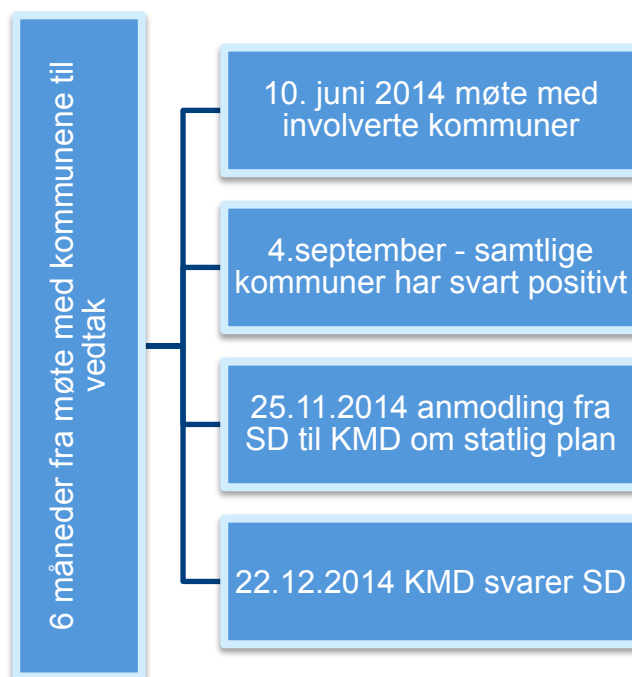 6 måneder fra møte med kommunene til
vedtak
10. juni 2014 møte med
involverte kommuner
4.september - samtlige
kommuner har svart positivt
25.11.2014 anmodling fra
SD til KMD om statlig plan
22.12.2014 KMD svarer SD